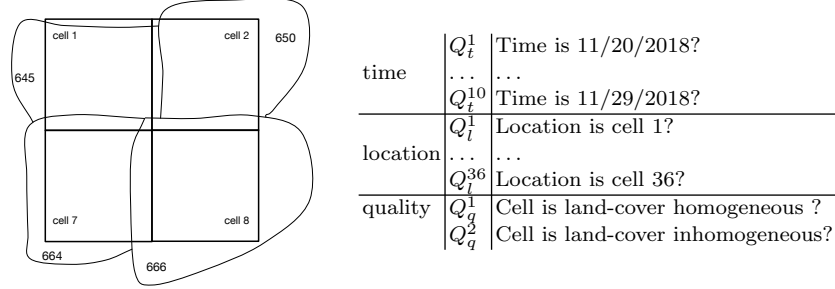 cell 1
cell 2
650
645
cell 7
cell 8
664
666
time
Q_t^1 Time is 11/20/2018?
... ...
Q_t^10 Time is 11/29/2018?
location
Q_l^1 Location is cell 1?
... ...
Q_l^36 Location is cell 36?
quality Q_q^1 Cell is land-cover homogeneous ?
Q_q^2 Cell is land-cover inhomogeneous?